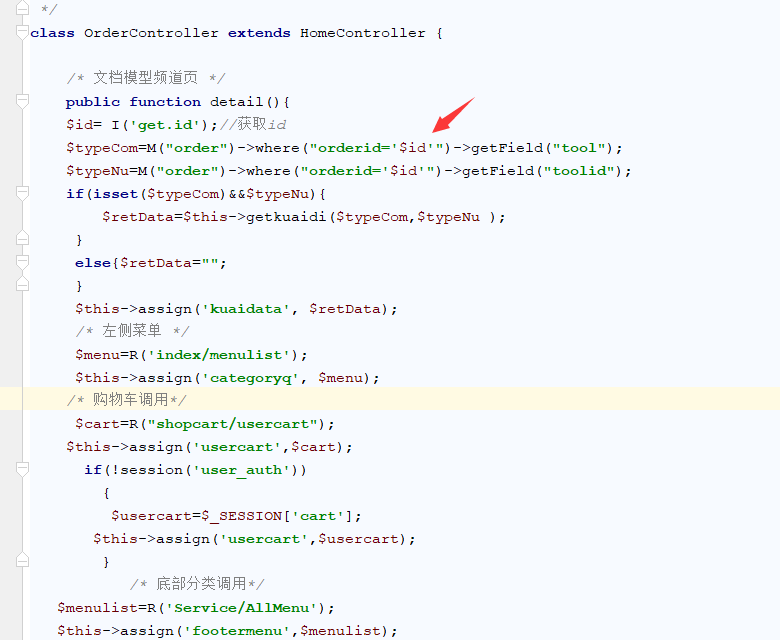 */
class OrderController extends HomeController {
/* 文档模型频道页 */
public function detail(){
$id= I('get.id');//获取id
$typeCom=M("order")->where("orderid='$id'")->getField("tool");
$typeNu=M("order")->where("orderid='$id'")->getField("toolid");
if(isset($typeCom)&&$typeNu){
$retData=$this->getkuaidi($typeCom,$typeNu );
}
else{$retData="";
}
$this->assign('kuaidata', $retData);
/* 左侧菜单 */
$menu=R('index/menulist');
$this->assign('categoryq', $menu);
/* 购物车调用*/
$cart=R("shopcart/usercart");
$this->assign('usercart',$cart);
if(!session('user_auth'))
{
$usercart=$_SESSION['cart'];
$this->assign('usercart',$usercart);
}
/* 底部分类调用*/
$menulist=R('Service/AllMenu');
$this->assign('footermenu',$menulist);